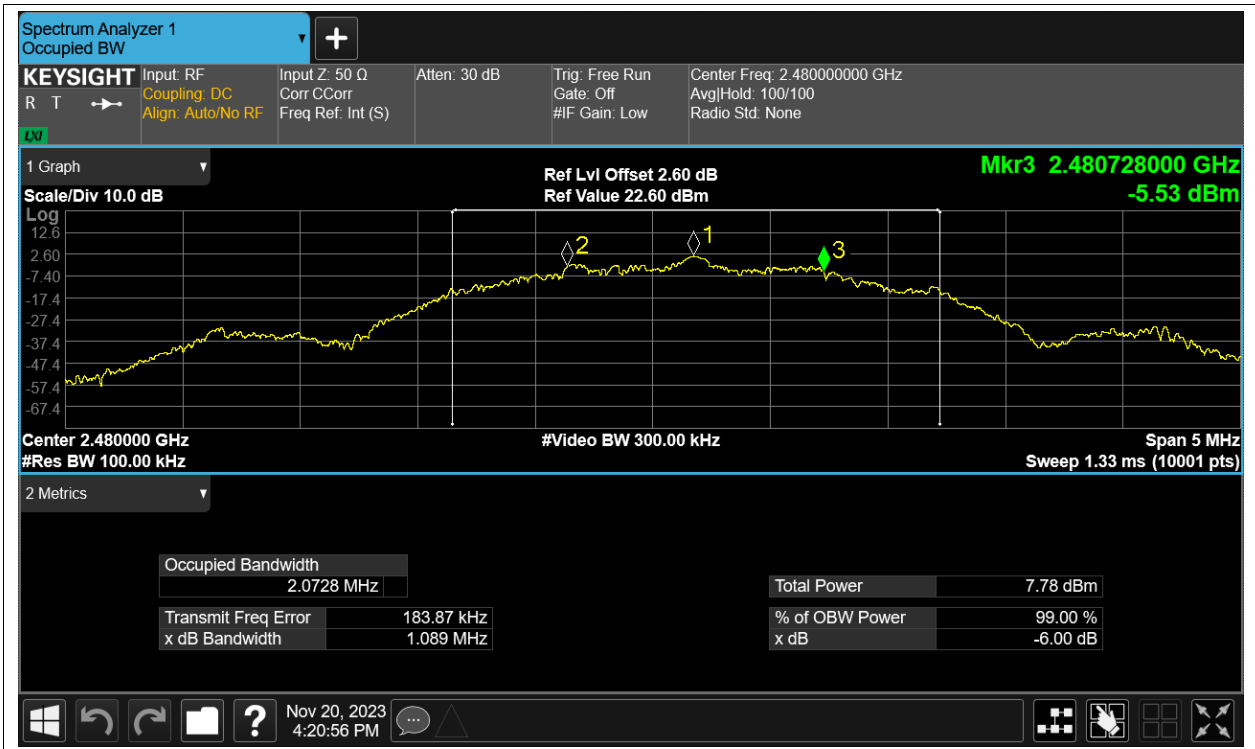 Spectrum Analyzer 1
Occupied BW
KEYSIGHT
R T
LXI
Input: RF
Coupling: DC
Align: Auto/No RF
Input Z: 50 Ω
Corr CCorr
Freq Ref: Int (S)
Atten: 30 dB
Trig: Free Run
Gate: Off
#IF Gain: Low
Center Freq: 2.480000000 GHz
Avg|Hold: 100/100
Radio Std: None
1 Graph
Scale/Div 10.0 dB
Ref Lvl Offset 2.60 dB
Ref Value 22.60 dBm
Mkr3 2.480728000 GHz
-5.53 dBm
Log
12.6
2.60
-7.40
-17.4
-27.4
-37.4
-47.4
-57.4
-67.4
2
1
3
Center 2.480000 GHz
#Res BW 100.00 kHz
#Video BW 300.00 kHz
Span 5 MHz
Sweep 1.33 ms (10001 pts)
2 Metrics
Occupied Bandwidth
2.0728 MHz
Transmit Freq Error 183.87 kHz
x dB Bandwidth 1.089 MHz
Total Power 7.78 dBm
% of OBW Power 99.00 %
x dB -6.00 dB
?
Nov 20, 2023
4:20:56 PM